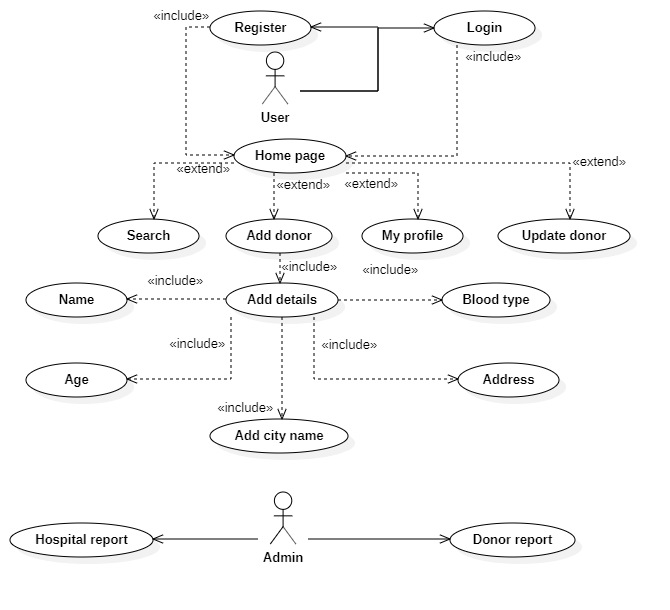 «include»
Register
Login
«include»
User
Home page
«extend»
«extend»
«extend»
«extend»
Search
Add donor
My profile
Update donor
«include»
«include»
«include»
Name
Add details
Blood type
«include»
«include»
Age
Address
«include»
Add city name
Hospital report
Donor report
Admin